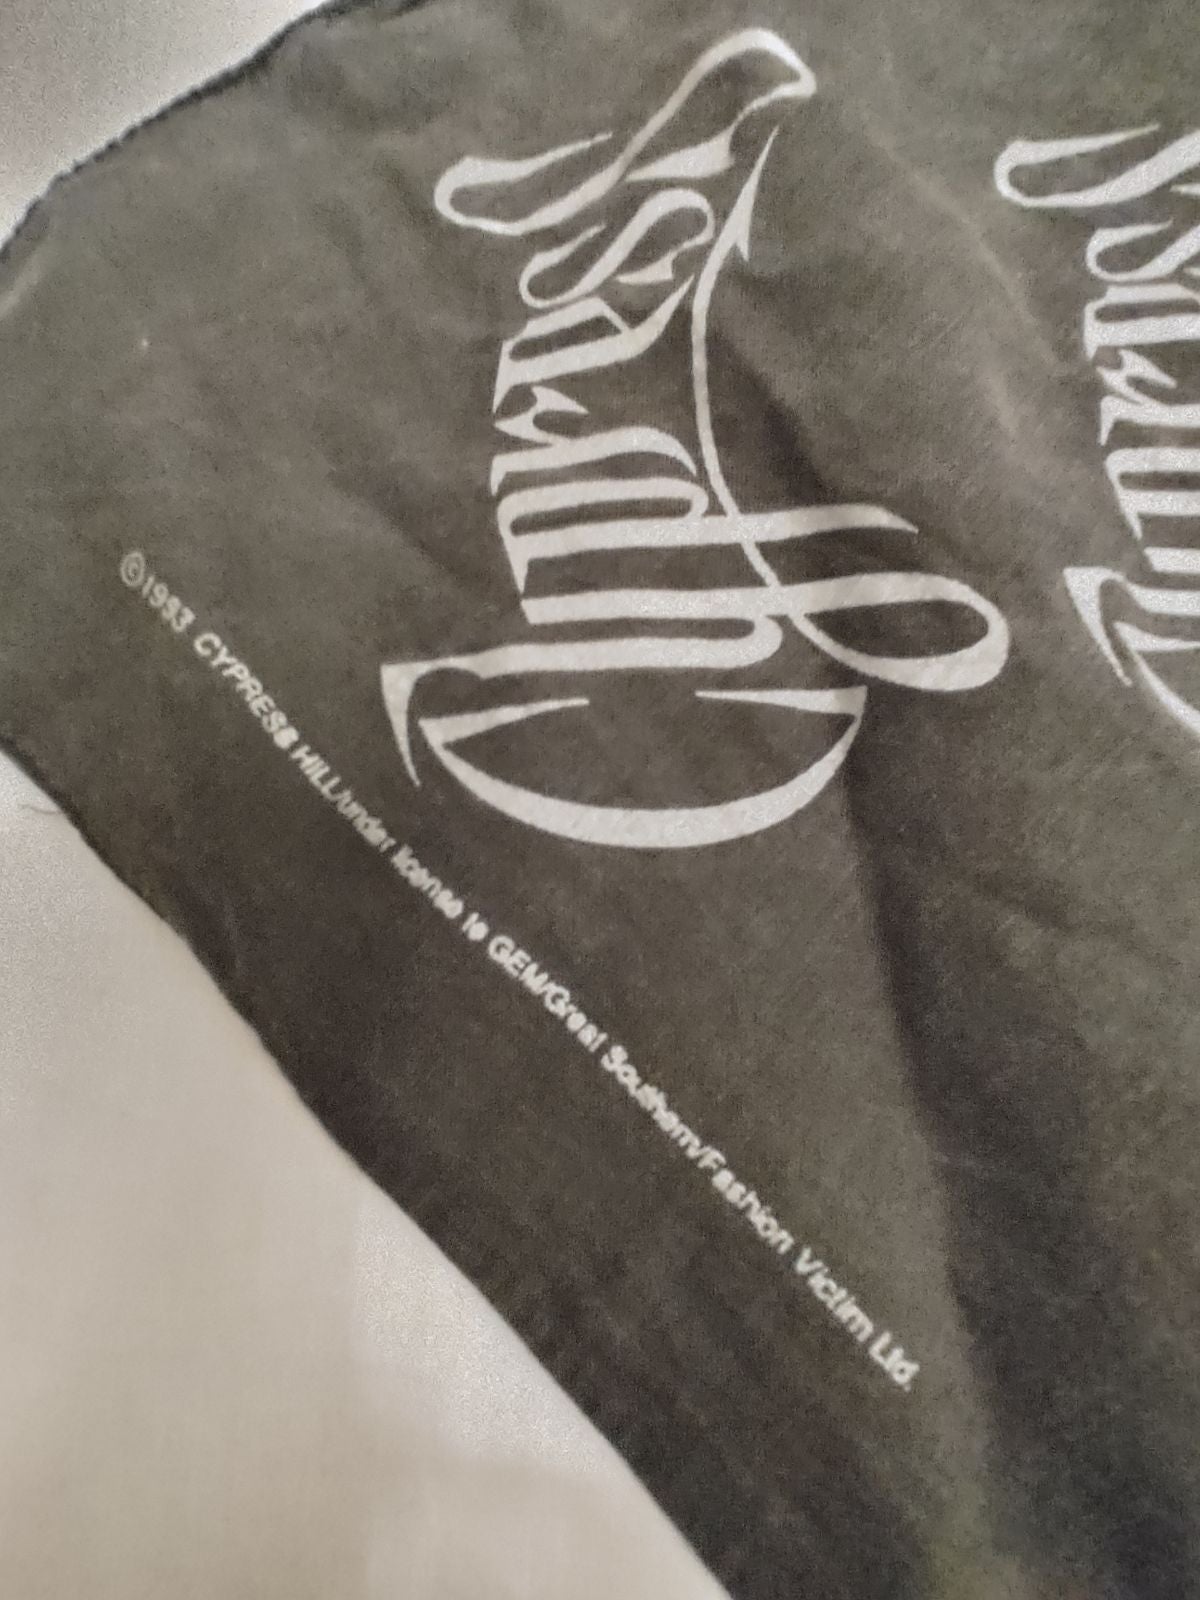 Cypress
©1993 CYPRESS HILL/under license to GEM/Great Southern/Fashion Victim Ltd.